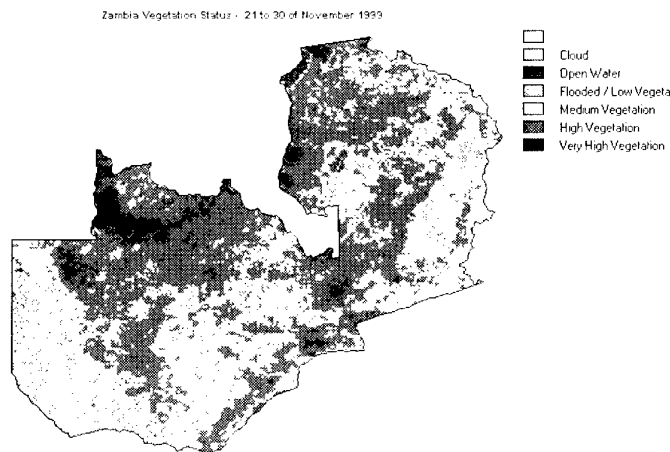 Zambia Vegetation Status - 21 to 30 of November 1999
Cloud
Open Water
Flooded / Low Vegeta
Medium Vegetation
High Vegetation
Very High Vegetation